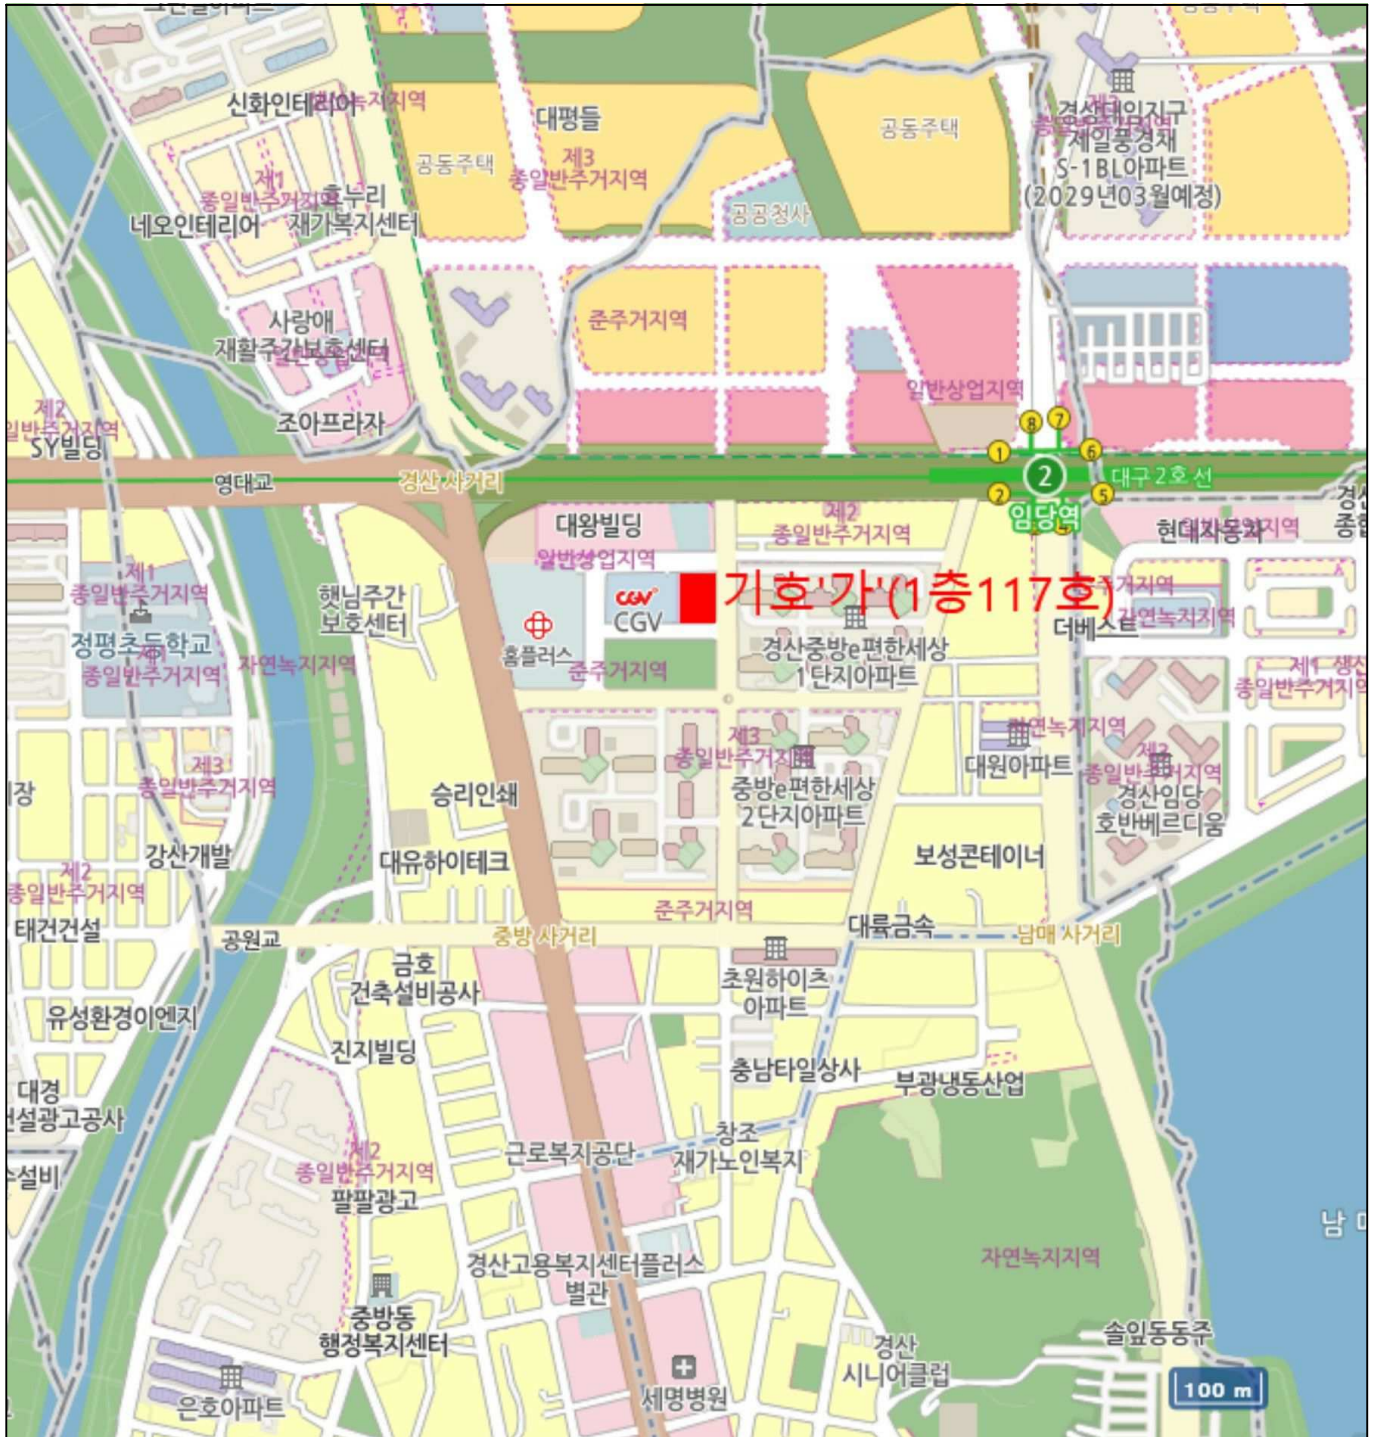 신화인테리어
대평들
제3
종일반주거지역
공동주택
공동주택
공공청사
경산대임지구
제일풍경채
S-1BL아파트
(2029년03월예정)
제1
종일반주거지역
효누리
재가복지센터
네오인테리어
사랑애
재활주간보호센터
준주거지역
일반상업지역
제2
일반주거지역
SY빌딩
조아프라자
영대교
경산 사거리
1
8
7
6
2
2
5
대구 2호선
임당역
대왕빌딩
일반상업지역
제2
종일반주거지역
현대자동차
제1
종일반주거지역
정평초등학교
종일반주거지역
햇님주간
보호센터
자연녹지지역
홈플러스
CGV
CGV
기호'가'(1층117호)
준주거지역
경산중방e편한세상
1단지아파트
더베스트
자연녹지지역
제1
종일반주거지역
제3
종일반주거지역
승리인쇄
제3
종일반주거지역
중방e편한세상
2단지아파트
대원아파트
자연녹지지역
제3
종일반주거지역
경산임당
호반베르디움
강산개발
대유하이테크
보성콘테이너
제2
종일반주거지역
태건건설
공원교
중방 사거리
준주거지역
대륙금속
남매 사거리
금호
건축설비공사
초원하이츠
아파트
유성환경이엔지
진지빌딩
충남타일상사
부광냉동산업
대경
건설광고공사
제2
종일반주거지역
팔팔광고
근로복지공단
창조
재가노인복지
자연녹지지역
경산고용복지센터플러스
별관
중방동
행정복지센터
은호아파트
세명병원
경산
시니어클럽
솔잎동동주
100 m